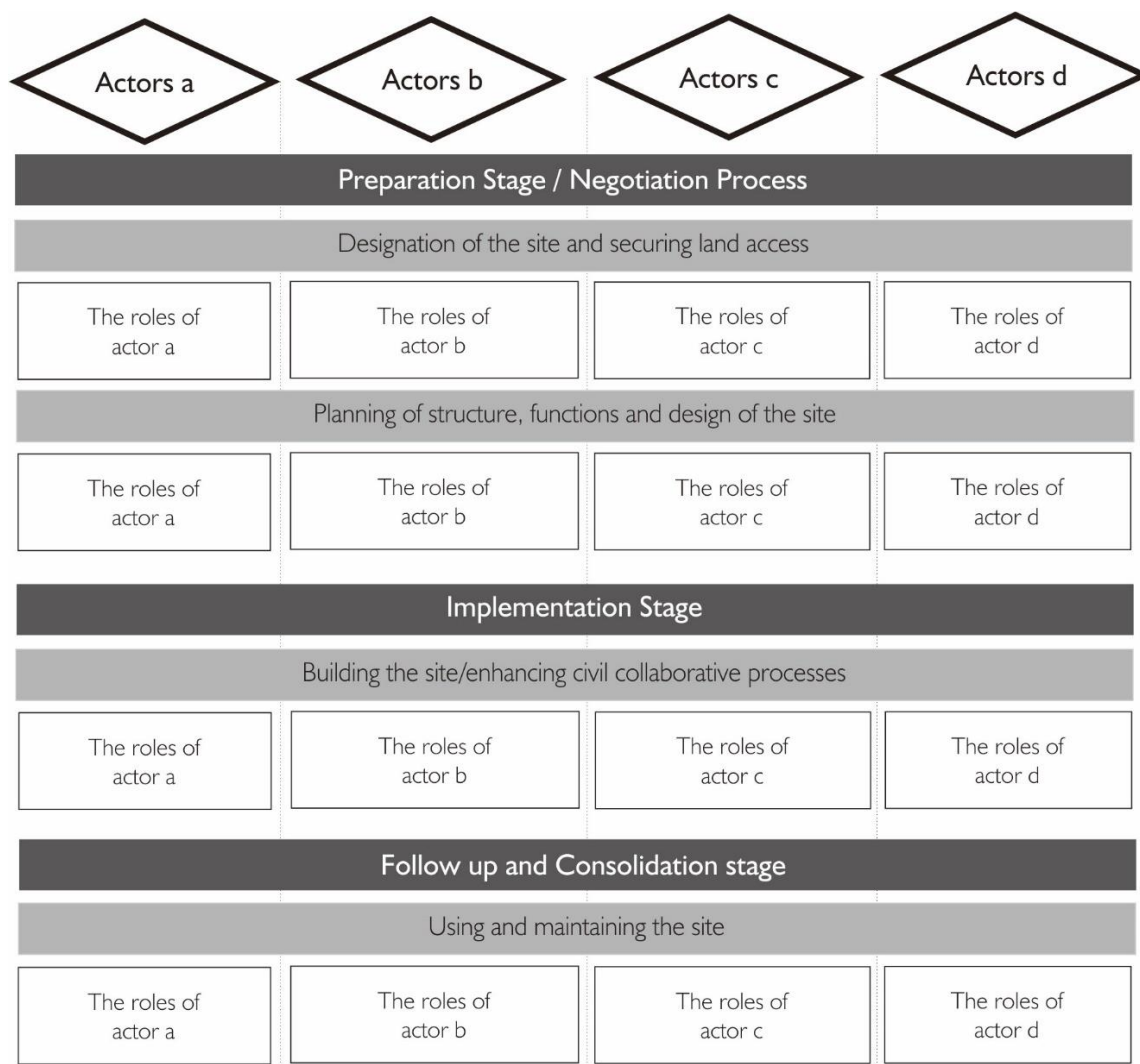 Actors a
Actors b
Actors c
Actors d
Preparation Stage / Negotiation Process
Designation of the site and securing land access
The roles of
actor a
The roles of
actor b
The roles of
actor c
The roles of
actor d
Planning of structure, functions and design of the site
The roles of
actor a
The roles of
actor b
The roles of
actor c
The roles of
actor d
Implementation Stage
Building the site/enhancing civil collaborative processes
The roles of
actor a
The roles of
actor b
The roles of
actor c
The roles of
actor d
Follow up and Consolidation stage
Using and maintaining the site
The roles of
actor a
The roles of
actor b
The roles of
actor c
The roles of
actor d